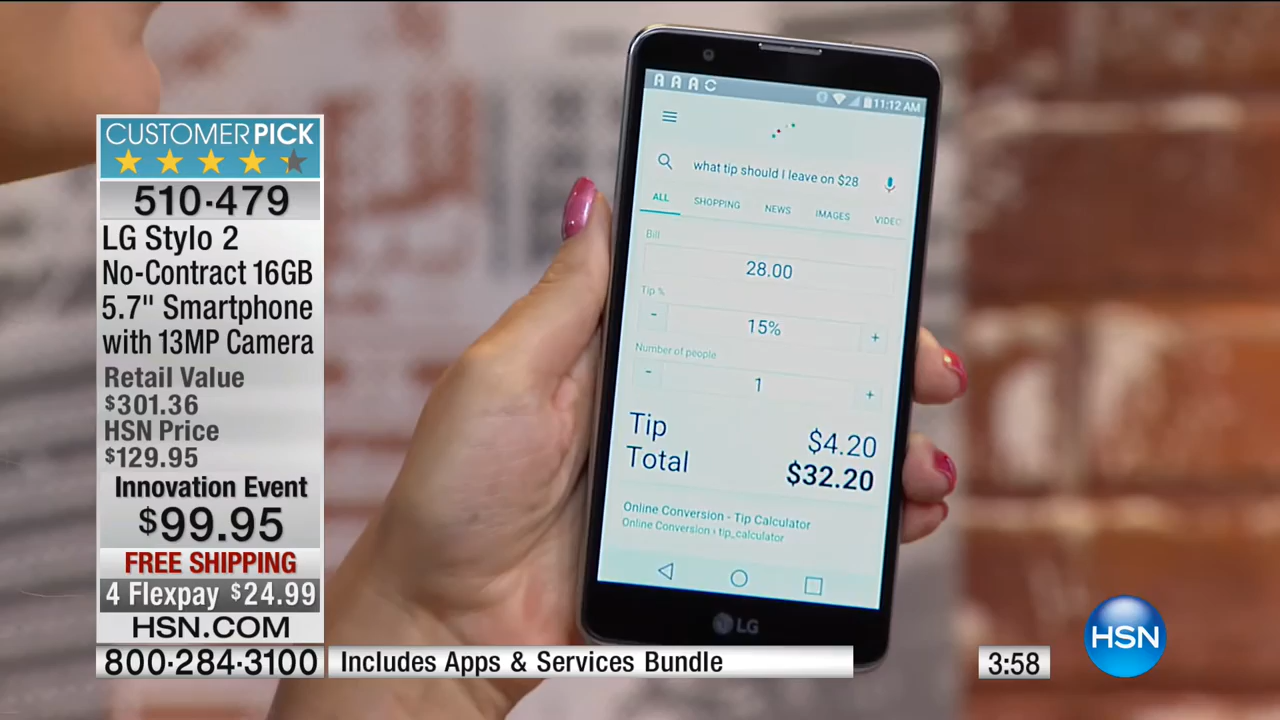 CUSTOMERPICK
510-479
LG Stylo 2
No-Contract 16GB
5.7" Smartphone
with 13MP Camera
Retail Value
$301.36
HSN Price
$129.95
Innovation Event
$99.95
FREE SHIPPING
4 Flexpay $24.99
HSN.COM
800-284-3100
Includes Apps & Services Bundle
3:58
HSN
11:12 AM
what tip should I leave on $28
ALL SHOPPING NEWS IMAGES VIDEO
Bill
28.00
Tip %
- 15% +
Number of people
- 1 +
Tip $4.20
Total $32.20
Online Conversion - Tip Calculator
Online Conversion › tip_calculator
LG